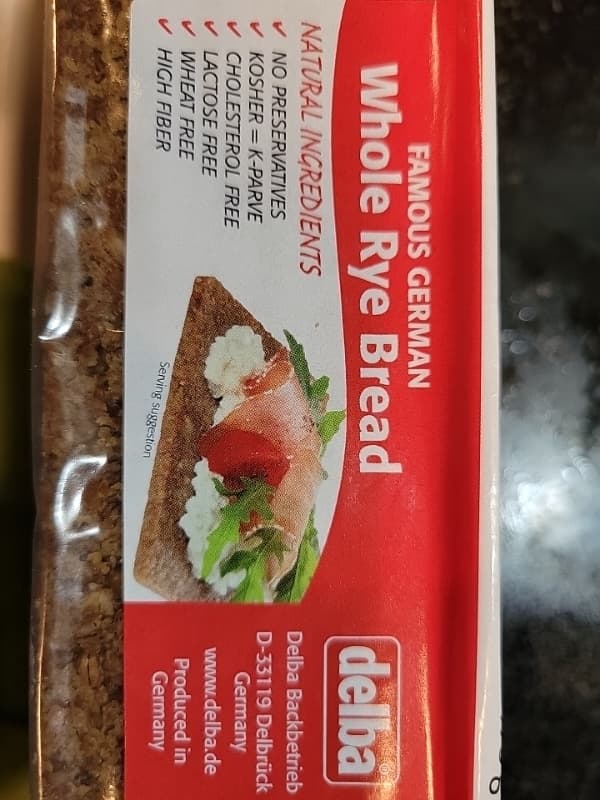 FAMOUS GERMAN
Whole Rye Bread
NATURAL INGREDIENTS
✓ NO PRESERVATIVES
✓ KOSHER = K-PARVE
✓ CHOLESTEROL FREE
✓ LACTOSE FREE
✓ WHEAT FREE
✓ HIGH FIBER
Serving suggestion
delba®
Delba Backbetrieb
D-33119 Delbrück
Germany
www.delba.de
Produced in
Germany